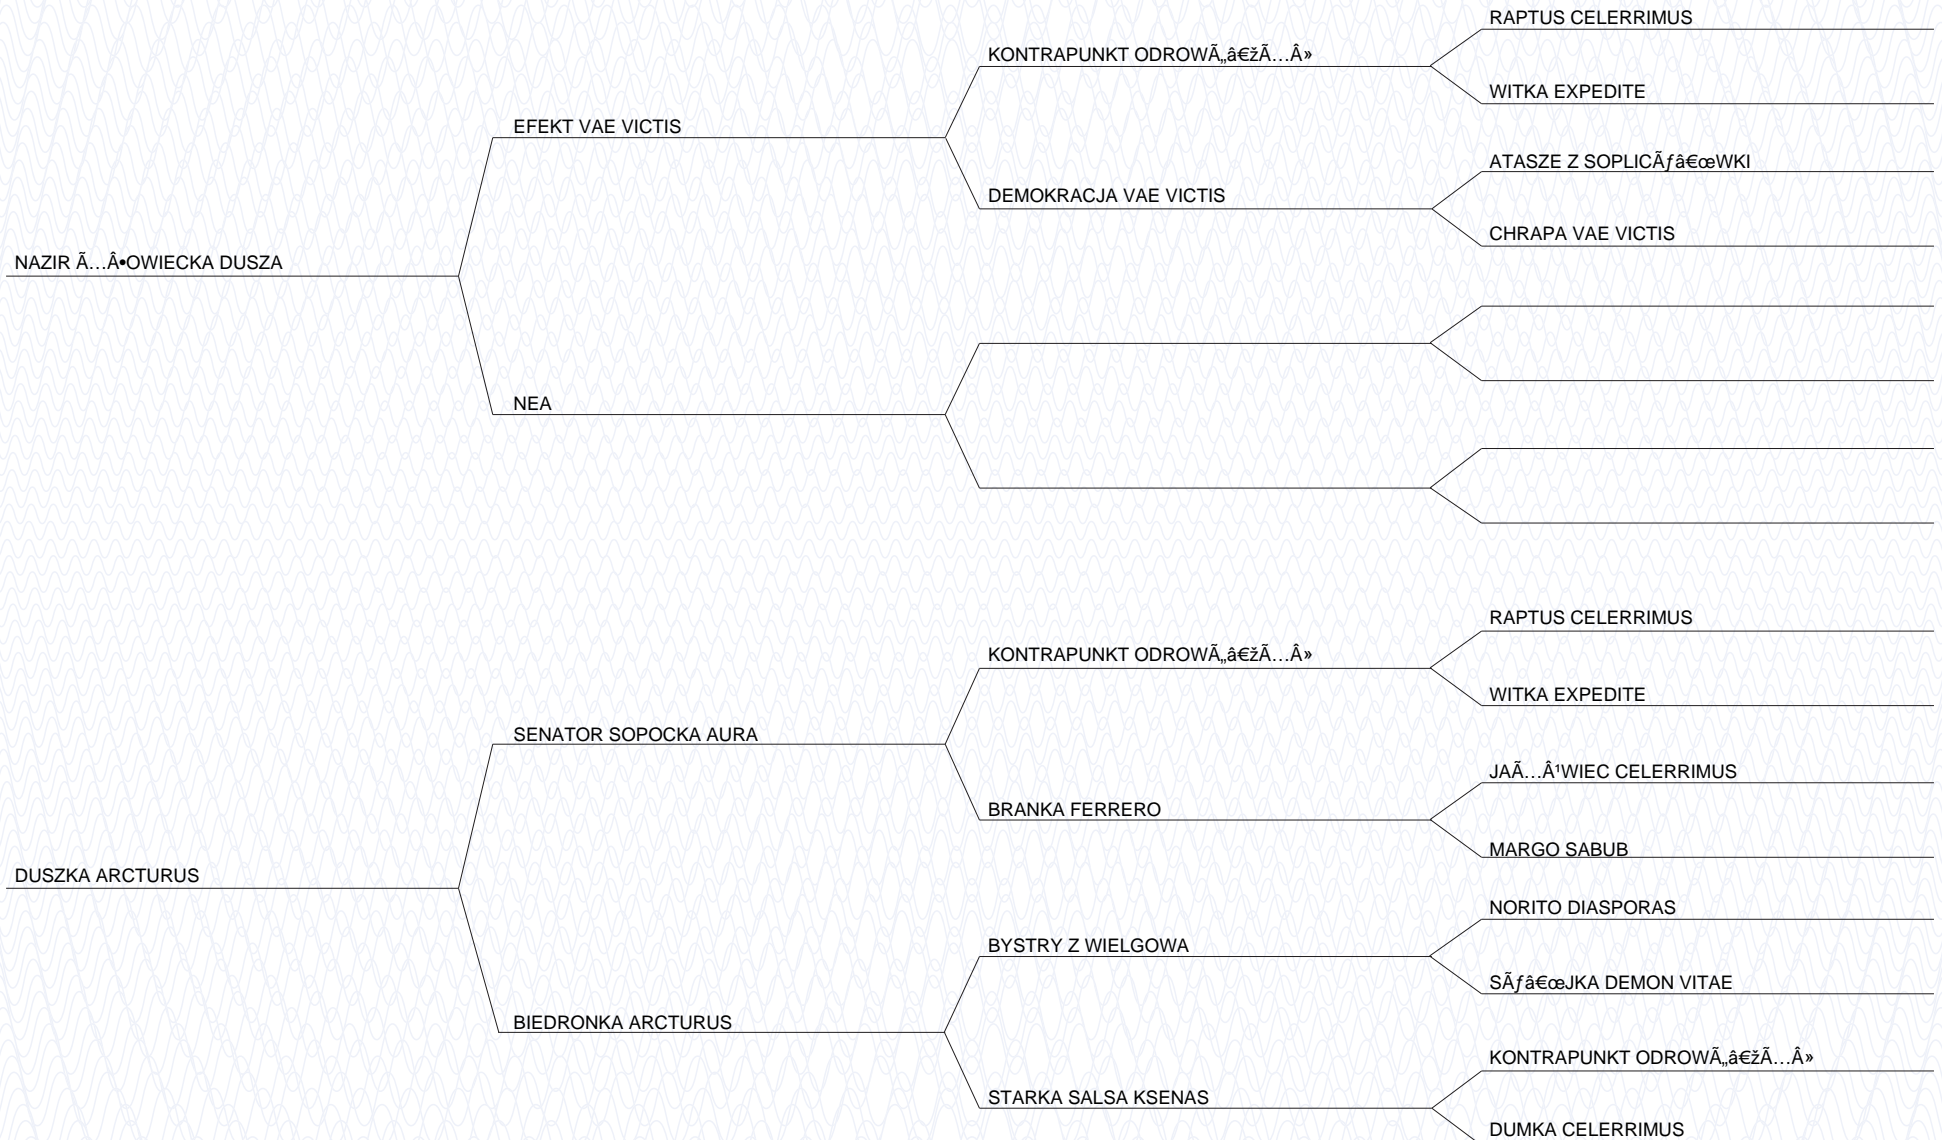 RAPTUS CELERRIMUS
KONTRAPUNKT ODROWÃ„â€žÃ…Â»
WITKA EXPEDITE
EFEKT VAE VICTIS
ATASZE Z SOPLICÃƒâ€œWKI
DEMOKRACJA VAE VICTIS
CHRAPA VAE VICTIS
NAZIR Ã…Â•OWIECKA DUSZA
NEA
RAPTUS CELERRIMUS
KONTRAPUNKT ODROWÃ„â€žÃ…Â»
WITKA EXPEDITE
SENATOR SOPOCKA AURA
JAÃ…Â¹WIEC CELERRIMUS
BRANKA FERRERO
MARGO SABUB
DUSZKA ARCTURUS
NORITO DIASPORAS
BYSTRY Z WIELGOWA
SÃƒâ€œJKA DEMON VITAE
BIEDRONKA ARCTURUS
KONTRAPUNKT ODROWÃ„â€žÃ…Â»
STARKA SALSA KSENAS
DUMKA CELERRIMUS